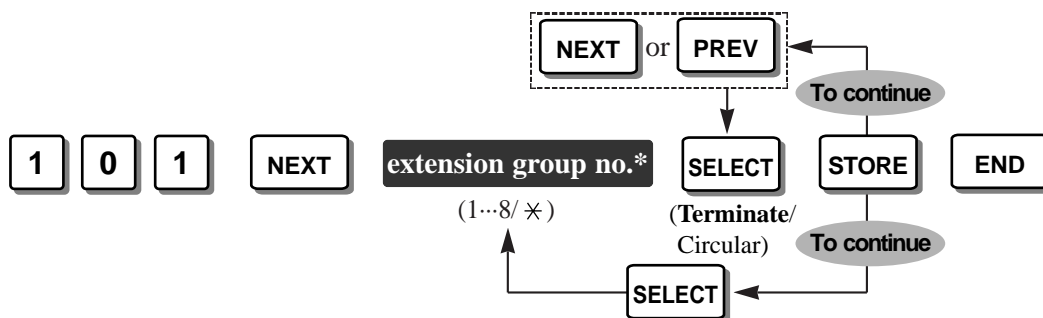 NEXT or PREV
To continue
1 0 1 NEXT extension group no.* SELECT STORE END
(1···8/ ✳ )
(Terminate/
Circular)
To continue
SELECT